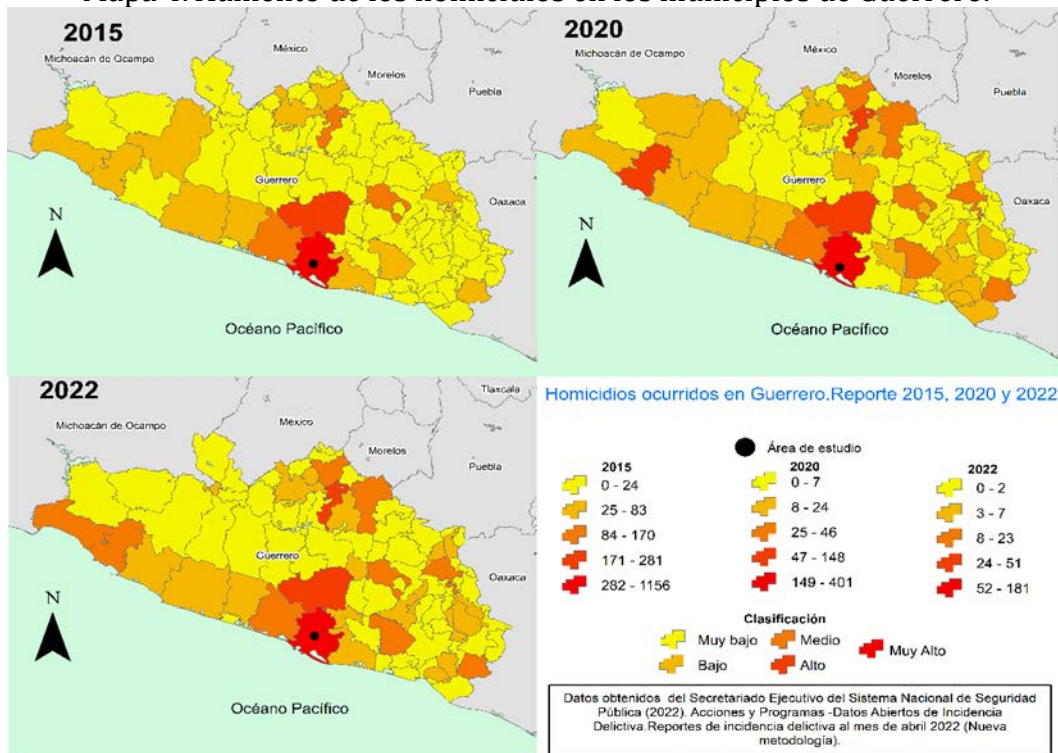 Mapa 4. Aumento de los homicidios en los municipios de Guerrero.
2015
México
Michoacán de Ocampo
Morelos
Puebla
Guerrero
Oaxaca
N
Océano Pacífico
2020
México
Michoacán de Ocampo
Morelos
Puebla
Guerrero
Oaxaca
N
Océano Pacífico
2022
Tlaxcala
México
Michoacán de Ocampo
Morelos
Puebla
Guerrero
Oaxaca
N
Océano Pacífico
Homicidios ocurridos en Guerrero.Reporte 2015, 2020 y 2022
Área de estudio
2015
0 - 24
25 - 83
84 - 170
171 - 281
282 - 1156
2020
0 - 7
8 - 24
25 - 46
47 - 148
149 - 401
2022
0 - 2
3 - 7
8 - 23
24 - 51
52 - 181
Clasificación
Muy bajo
Medio
Muy Alto
Bajo
Alto
Datos obtenidos del Secretariado Ejecutivo del Sistema Nacional de Seguridad
Pública (2022). Acciones y Programas -Datos Abiertos de Incidencia
Delictiva.Reportes de incidencia delictiva al mes de abril 2022 (Nueva
metodología).